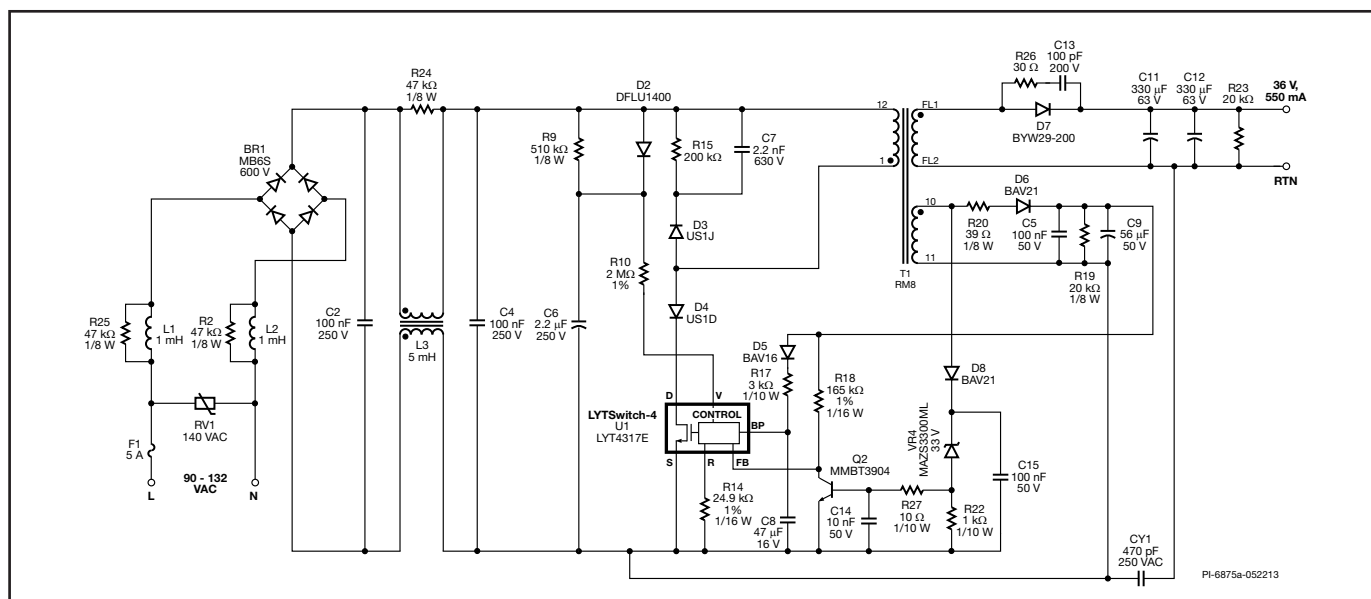 R24
47 kΩ
1/8 W
BR1
MB6S
600 V
R25
47 kΩ
1/8 W
L1
1 mH
R2
47 kΩ
1/8 W
L2
1 mH
RV1
140 VAC
F1
5 A
90 - 132
VAC
L
N
C2
100 nF
250 V
L3
5 mH
C4
100 nF
250 V
R9
510 kΩ
1/8 W
C6
2.2 µF
250 V
D2
DFLU1400
R15
200 kΩ
C7
2.2 nF
630 V
D3
US1J
R10
2 MΩ
1%
D4
US1D
LYTSwitch-4
U1
LYT4317E
D
V
CONTROL
BP
S
R
FB
R14
24.9 kΩ
1%
1/16 W
D5
BAV16
R17
3 kΩ
1/10 W
C8
47 µF
16 V
R18
165 kΩ
1%
1/16 W
Q2
MMBT3904
C14
10 nF
50 V
R27
10 Ω
1/10 W
R22
1 kΩ
1/10 W
VR4
MAZS3300ML
33 V
D8
BAV21
C15
100 nF
50 V
12
1
FL1
FL2
10
11
T1
RM8
R26
30 Ω
C13
100 pF
200 V
D7
BYW29-200
C11
330 µF
63 V
C12
330 µF
63 V
R23
20 kΩ
36 V,
550 mA
RTN
D6
BAV21
R20
39 Ω
1/8 W
C5
100 nF
50 V
R19
20 kΩ
1/8 W
C9
56 µF
50 V
CY1
470 pF
250 VAC
PI-6875a-052213